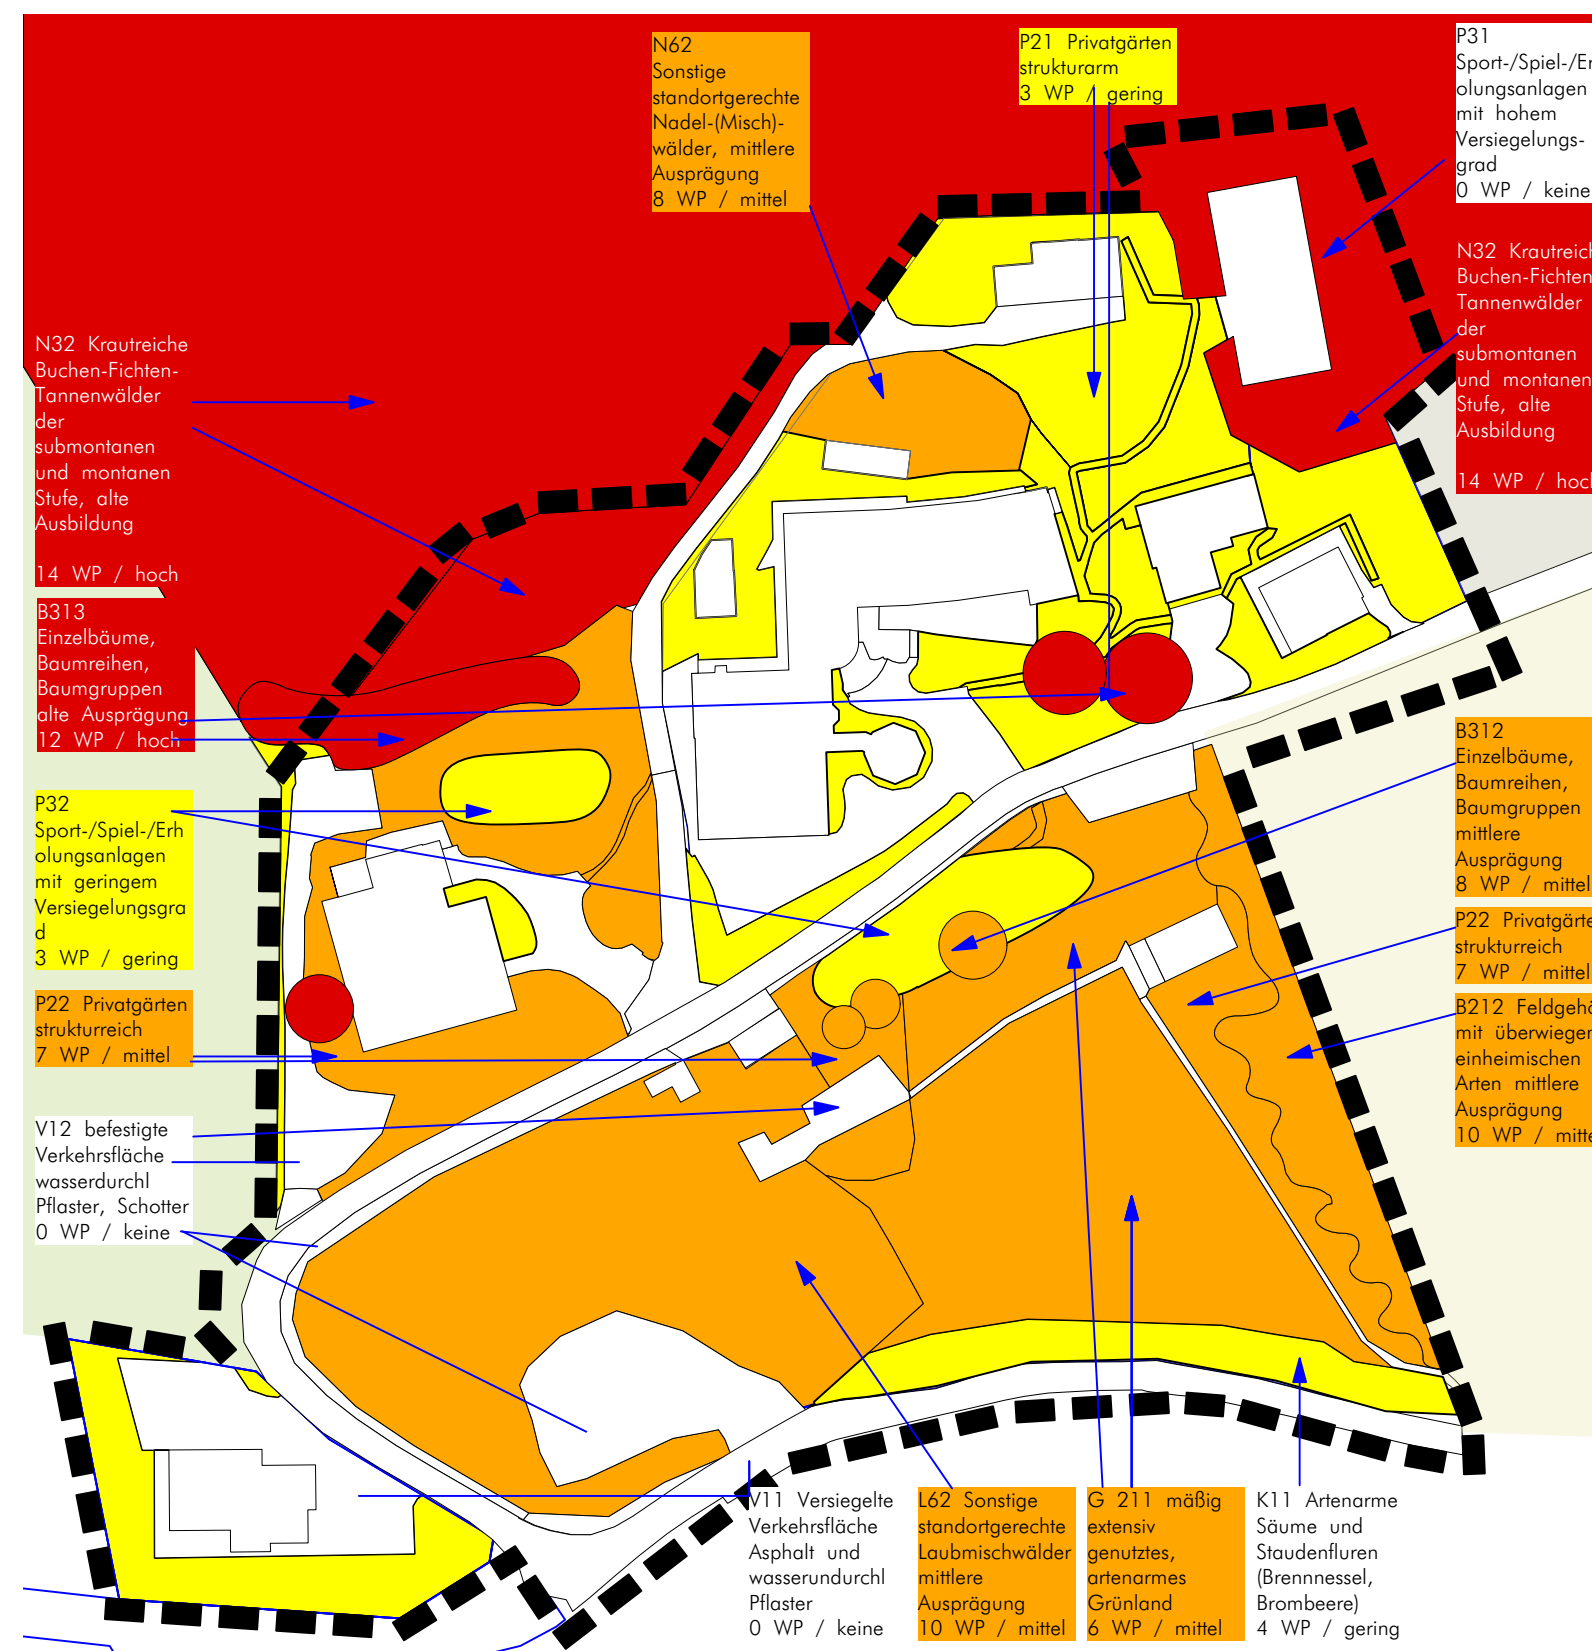 N62
Sonstige
standortgerechte
Nadel-(Misch)-
wälder, mittlere
Ausprägung
8 WP / mittel
P21 Privatgärten
strukturarm
3 WP / gering
P31
Sport-/Spiel-/Er
olungsanlagen
mit hohem
Versiegelungs-
grad
0 WP / keine
N32 Krautreich
Buchen-Fichten
Tannenwälder
der
submontanen
und montanen
Stufe, alte
Ausbildung
14 WP / hoch
N32 Krautreiche
Buchen-Fichten-
Tannenwälder
der
submontanen
und montanen
Stufe, alte
Ausbildung
14 WP / hoch
B313
Einzelbäume,
Baumreihen,
Baumgruppen
alte Ausprägung
12 WP / hoch
P32
Sport-/Spiel-/Erh
olungsanlagen
mit geringem
Versiegelungsgra
d
3 WP / gering
P22 Privatgärten
strukturreich
7 WP / mittel
V12 befestigte
Verkehrsfläche
wasserdurchl
Pflaster, Schotter
0 WP / keine
B312
Einzelbäume,
Baumreihen,
Baumgruppen
mittlere
Ausprägung
8 WP / mittel
P22 Privatgärte
strukturreich
7 WP / mittel
B212 Feldgehö
mit überwiegen
einheimischen
Arten mittlere
Ausprägung
10 WP / mitte
V11 Versiegelte
Verkehrsfläche
Asphalt und
wasserundurchl
Pflaster
0 WP / keine
L62 Sonstige
standortgerechte
Laubmischwälder
mittlere
Ausprägung
10 WP / mittel
G 211 mäßig
extensiv
genutztes,
artenarmes
Grünland
6 WP / mittel
K11 Artenarme
Säume und
Staudenfluren
(Brennnessel,
Brombeere)
4 WP / gering